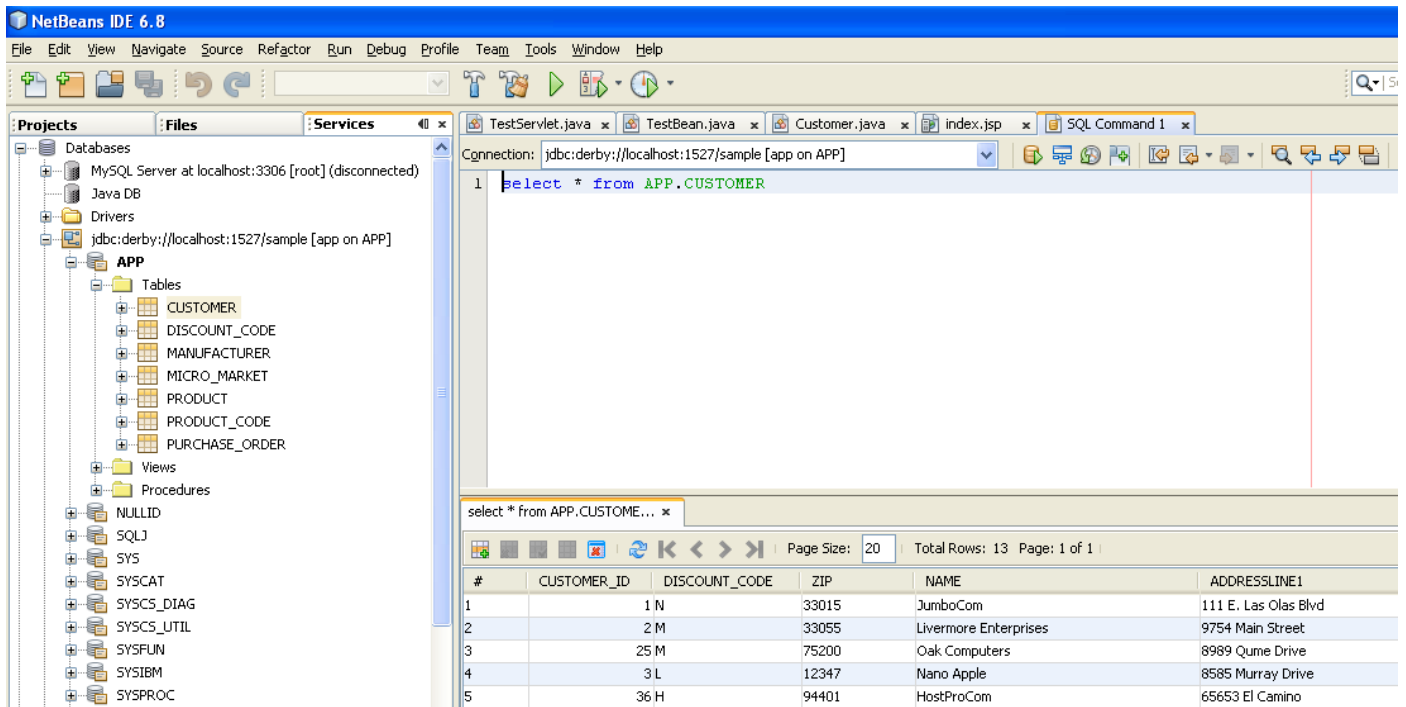 NetBeans IDE 6.8
File Edit View Navigate Source Refactor Run Debug Profile Team Tools Window Help
Projects Files Services
Databases
MySQL Server at localhost:3306 [root] (disconnected)
Java DB
Drivers
jdbc:derby://localhost:1527/sample [app on APP]
APP
Tables
CUSTOMER
DISCOUNT_CODE
MANUFACTURER
MICRO_MARKET
PRODUCT
PRODUCT_CODE
PURCHASE_ORDER
Views
Procedures
NULLID
SQLJ
SYS
SYSCAT
SYSCS_DIAG
SYSCS_UTIL
SYSFUN
SYSIBM
SYSPROC
TestServlet.java TestBean.java Customer.java index.jsp SQL Command 1
Connection: jdbc:derby://localhost:1527/sample [app on APP]
1 select * from APP.CUSTOMER
select * from APP.CUSTOME...
Page Size: 20 Total Rows: 13 Page: 1 of 1
# CUSTOMER_ID DISCOUNT_CODE ZIP NAME ADDRESSLINE1
1 1 N 33015 JumboCom 111 E. Las Olas Blvd
2 2 M 33055 Livermore Enterprises 9754 Main Street
3 25 M 75200 Oak Computers 8989 Qume Drive
4 3 L 12347 Nano Apple 8585 Murray Drive
5 36 H 94401 HostProCom 65653 El Camino